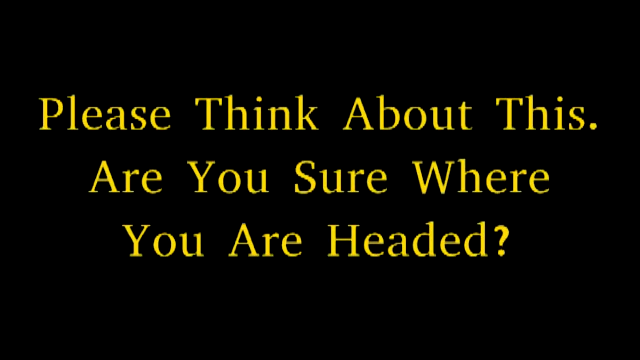 Please Think About This.
Are You Sure Where
You Are Headed?